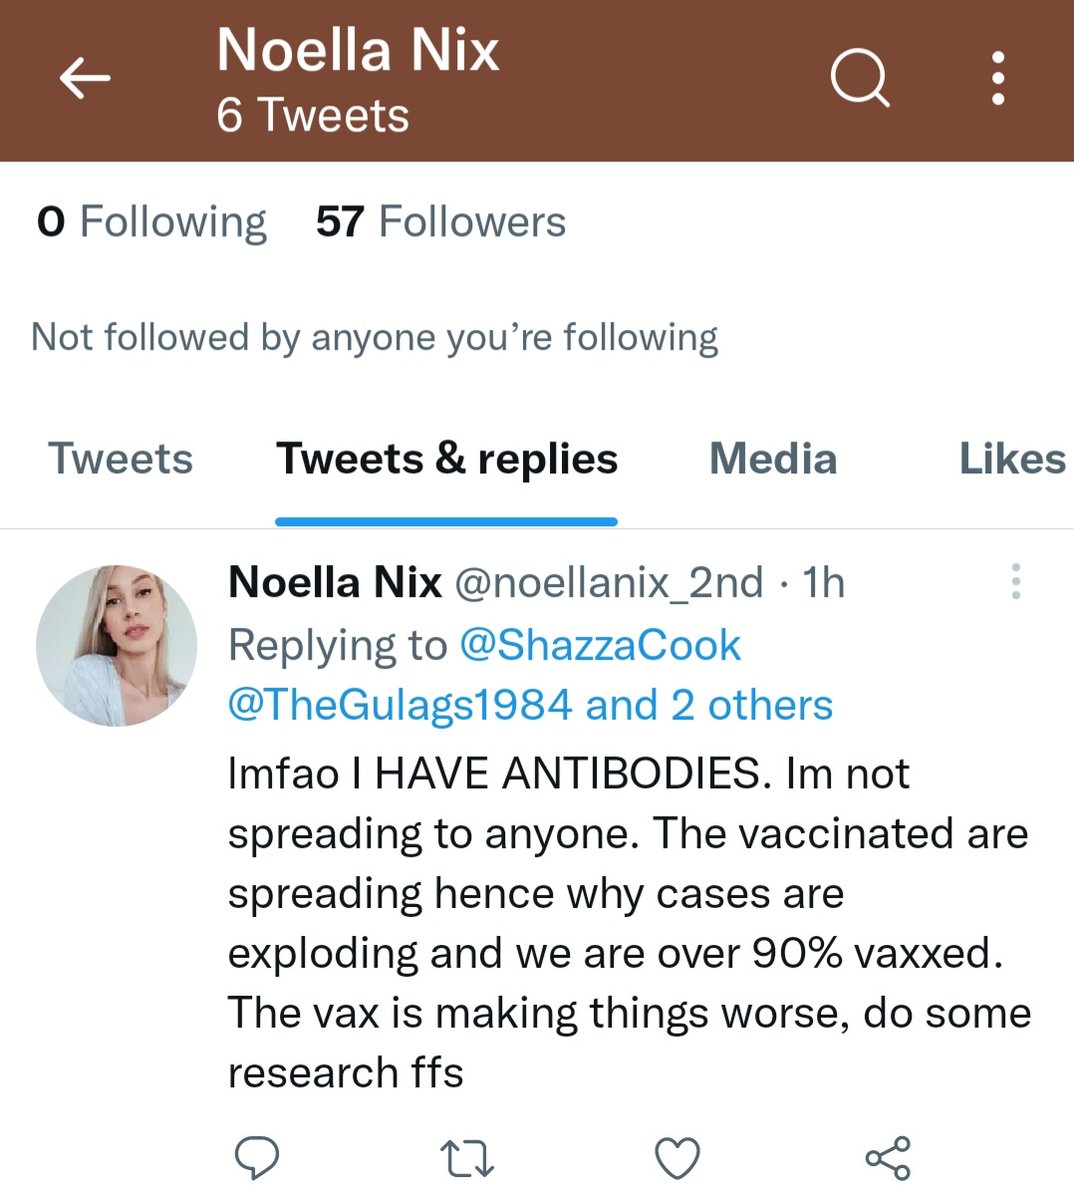 Noella Nix
6 Tweets
0 Following 57 Followers
Not followed by anyone you’re following
Tweets Tweets & replies Media Likes
Noella Nix @noellanix_2nd · 1h
Replying to @ShazzaCook
@TheGulags1984 and 2 others
lmfao I HAVE ANTIBODIES. Im not
spreading to anyone. The vaccinated are
spreading hence why cases are
exploding and we are over 90% vaxxed.
The vax is making things worse, do some
research ffs